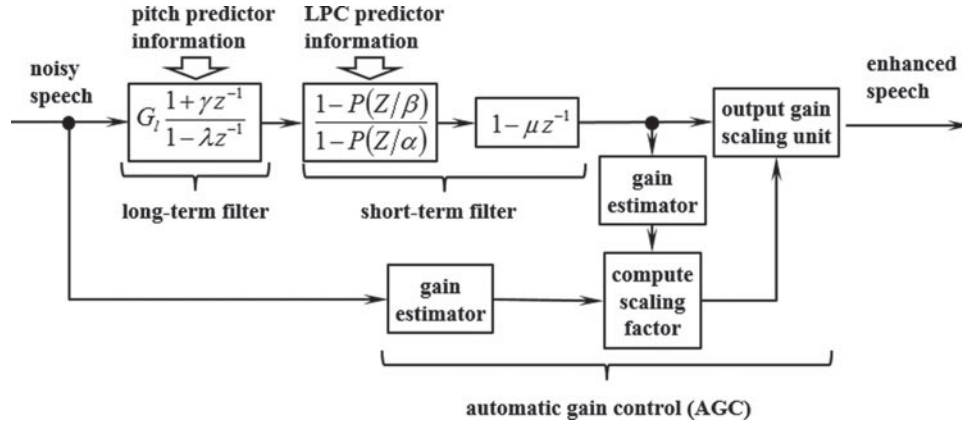 pitch predictor
information
LPC predictor
information
noisy
speech
enhanced
speech
G_l (1 + γz^{-1})/(1 − λz^{-1})
(1 − P(Z/β))/(1 − P(Z/α))
1 − μz^{-1}
output gain
scaling unit
long-term filter
short-term filter
gain
estimator
gain
estimator
compute
scaling
factor
automatic gain control (AGC)